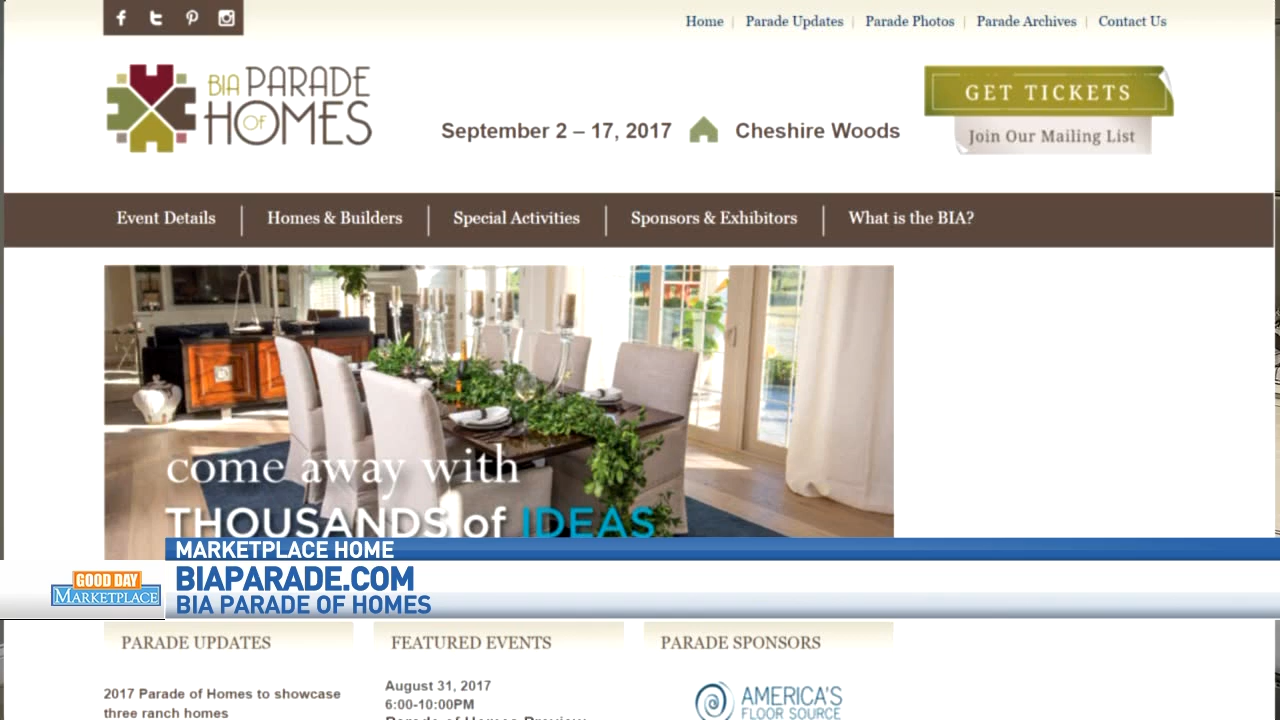 Home | Parade Updates | Parade Photos | Parade Archives | Contact Us
BIA PARADE
OF HOMES
September 2 – 17, 2017 Cheshire Woods
GET TICKETS
Join Our Mailing List
Event Details | Homes & Builders | Special Activities | Sponsors & Exhibitors | What is the BIA?
come away with
THOUSANDS of IDEAS
MARKETPLACE HOME
GOOD DAY
MARKETPLACE
BIAPARADE.COM
BIA PARADE OF HOMES
PARADE UPDATES
2017 Parade of Homes to showcase
three ranch homes
FEATURED EVENTS
August 31, 2017
6:00-10:00PM
Parade of Homes Preview
PARADE SPONSORS
AMERICA'S
FLOOR SOURCE